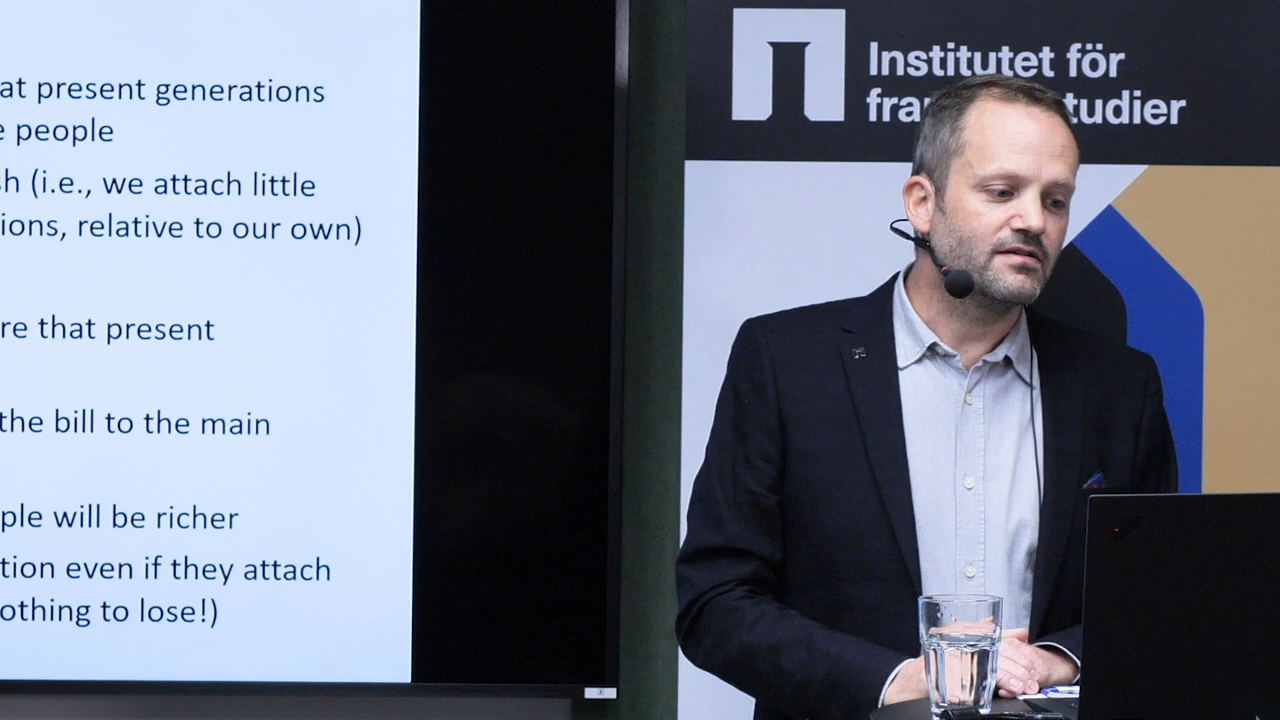 at present generations
e people
h (i.e., we attach little
ions, relative to our own)
re that present
the bill to the main
ple will be richer
tion even if they attach
othing to lose!)
Institutet för
fra tudier